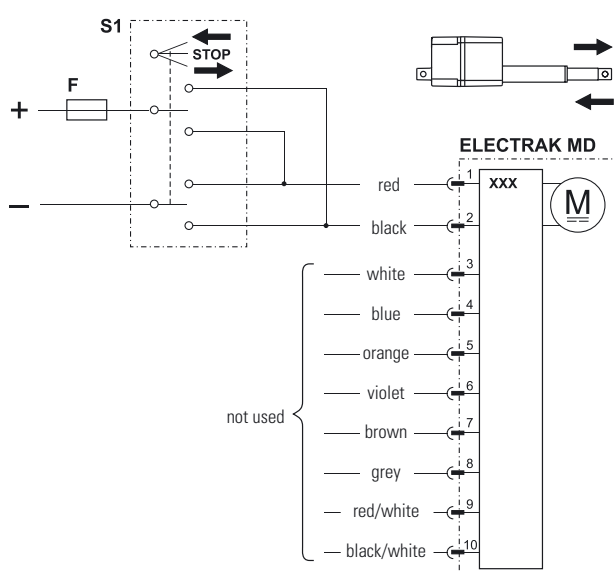 S1
STOP
F
+
−
ELECTRAK MD
red 1 XXX
M
black 2
white 3
blue 4
orange 5
violet 6
not used
brown 7
grey 8
red/white 9
black/white 10